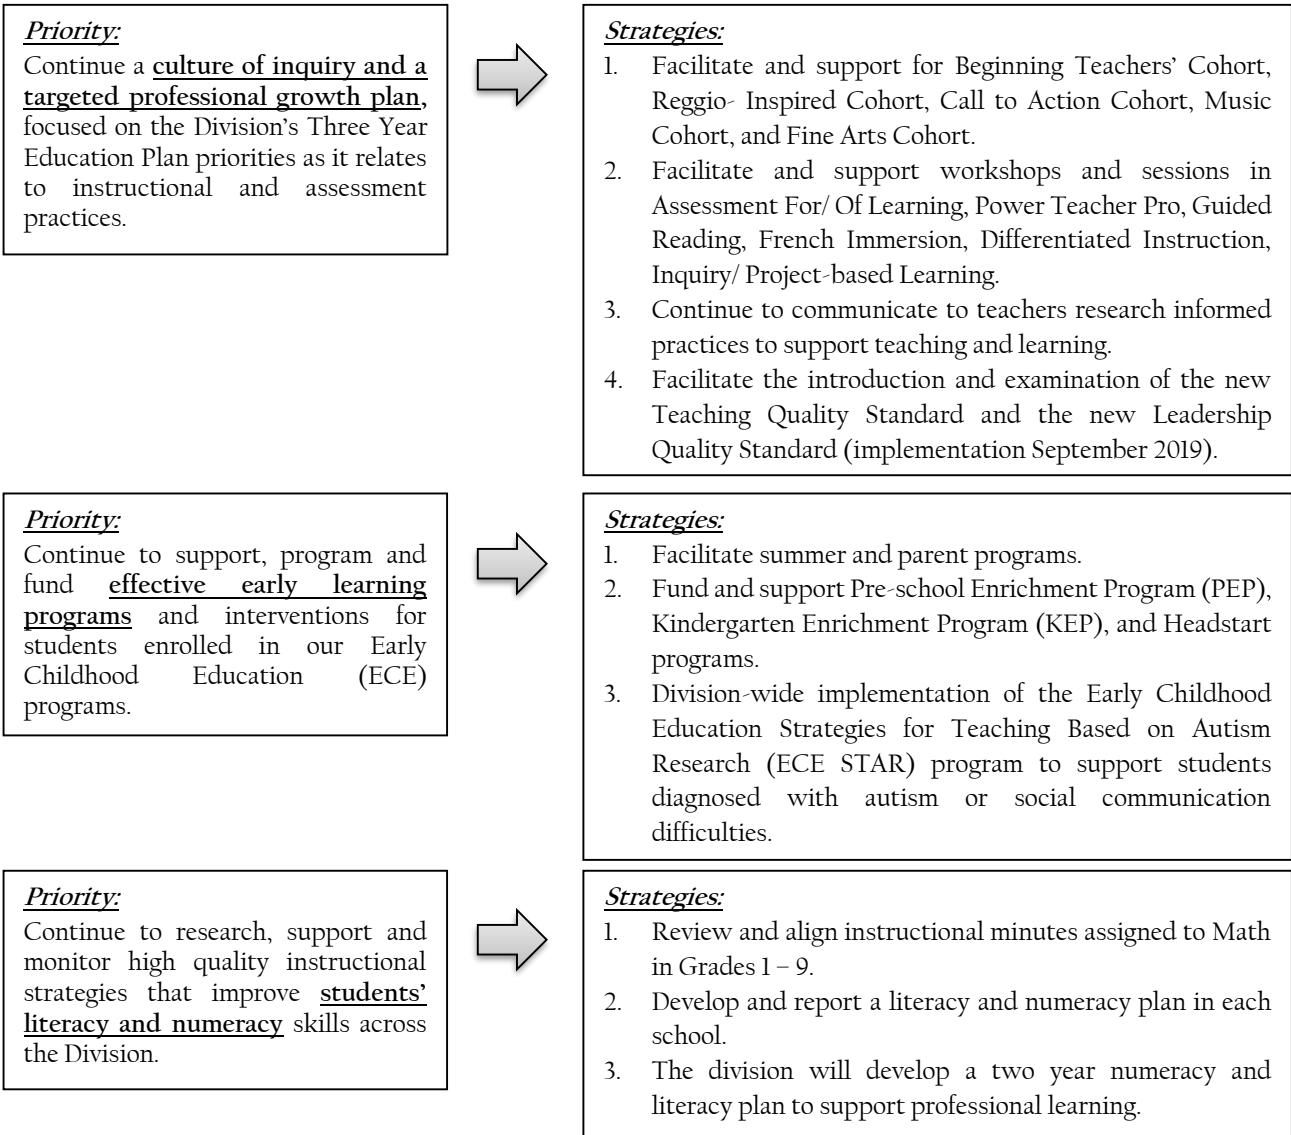 Priority:
Continue a culture of inquiry and a
targeted professional growth plan,
focused on the Division’s Three Year
Education Plan priorities as it relates
to instructional and assessment
practices.
Strategies:
1. Facilitate and support for Beginning Teachers’ Cohort,
Reggio- Inspired Cohort, Call to Action Cohort, Music
Cohort, and Fine Arts Cohort.
2. Facilitate and support workshops and sessions in
Assessment For/ Of Learning, Power Teacher Pro, Guided
Reading, French Immersion, Differentiated Instruction,
Inquiry/ Project-based Learning.
3. Continue to communicate to teachers research informed
practices to support teaching and learning.
4. Facilitate the introduction and examination of the new
Teaching Quality Standard and the new Leadership
Quality Standard (implementation September 2019).
Priority:
Continue to support, program and
fund effective early learning
programs and interventions for
students enrolled in our Early
Childhood Education (ECE)
programs.
Strategies:
1. Facilitate summer and parent programs.
2. Fund and support Pre-school Enrichment Program (PEP),
Kindergarten Enrichment Program (KEP), and Headstart
programs.
3. Division-wide implementation of the Early Childhood
Education Strategies for Teaching Based on Autism
Research (ECE STAR) program to support students
diagnosed with autism or social communication
difficulties.
Priority:
Continue to research, support and
monitor high quality instructional
strategies that improve students’
literacy and numeracy skills across
the Division.
Strategies:
1. Review and align instructional minutes assigned to Math
in Grades 1 – 9.
2. Develop and report a literacy and numeracy plan in each
school.
3. The division will develop a two year numeracy and
literacy plan to support professional learning.